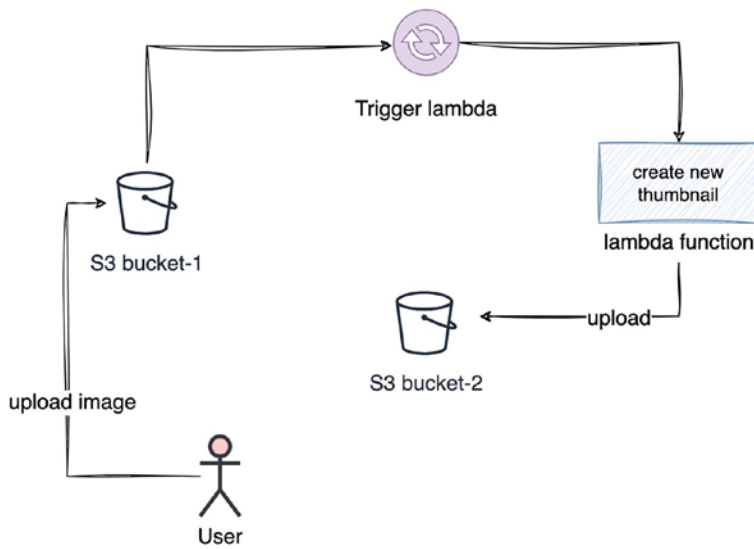 Trigger lambda
create new
thumbnail
lambda function
S3 bucket-1
upload
S3 bucket-2
upload image
User